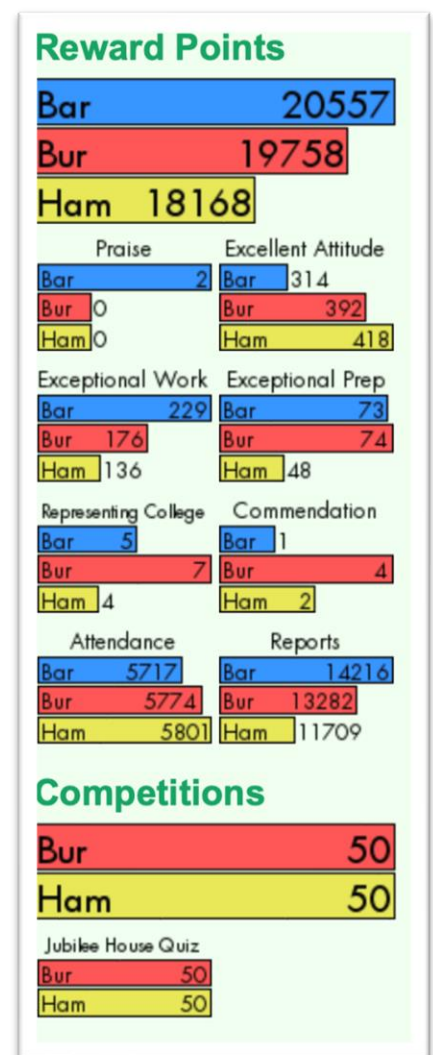 Reward Points
Bar 20557
Bur 19758
Ham 18168
Praise Excellent Attitude
Bar 2 Bar 314
Bur 0 Bur 392
Ham 0 Ham 418
Exceptional Work Exceptional Prep
Bar 229 Bar 73
Bur 176 Bur 74
Ham 136 Ham 48
Representing College Commendation
Bar 5 Bar 1
Bur 7 Bur 4
Ham 4 Ham 2
Attendance Reports
Bar 5717 Bar 14216
Bur 5774 Bur 13282
Ham 5801 Ham 11709
Competitions
Bur 50
Ham 50
Jubilee House Quiz
Bur 50
Ham 50